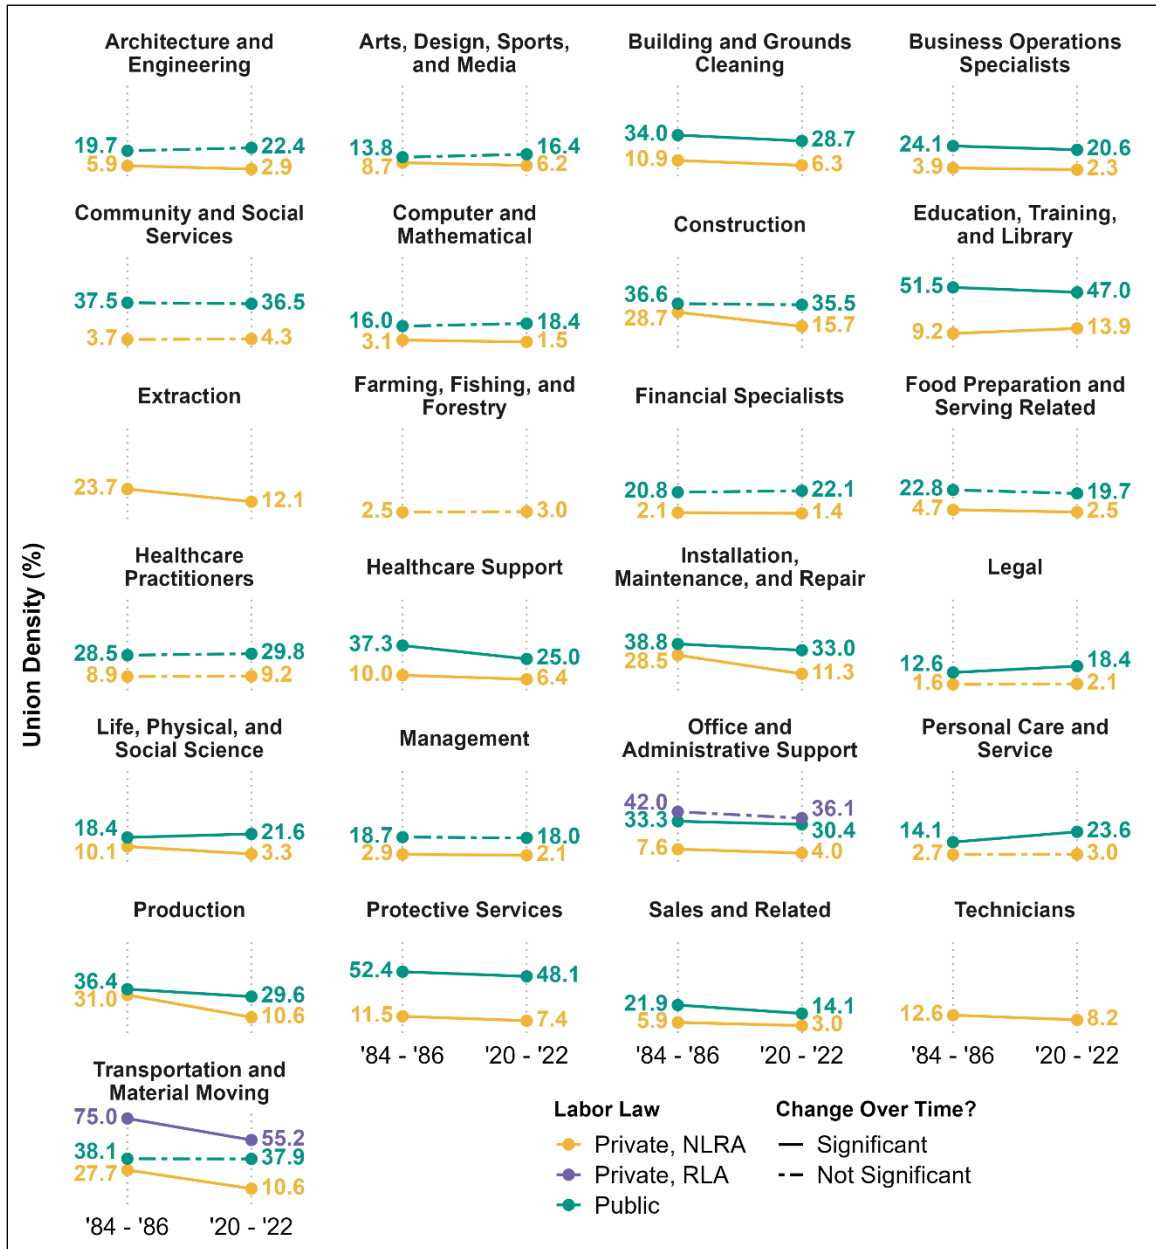 Union Density (%)
Architecture and
Engineering
19.7
22.4
5.9
2.9
Arts, Design, Sports,
and Media
13.8
16.4
8.7
6.2
Building and Grounds
Cleaning
34.0
28.7
10.9
6.3
Business Operations
Specialists
24.1
20.6
3.9
2.3
Community and Social
Services
37.5
36.5
3.7
4.3
Computer and
Mathematical
16.0
18.4
3.1
1.5
Construction
36.6
35.5
28.7
15.7
Education, Training,
and Library
51.5
47.0
9.2
13.9
Extraction
23.7
12.1
Farming, Fishing, and
Forestry
2.5
3.0
Financial Specialists
20.8
22.1
2.1
1.4
Food Preparation and
Serving Related
22.8
19.7
4.7
2.5
Healthcare
Practitioners
28.5
29.8
8.9
9.2
Healthcare Support
37.3
25.0
10.0
6.4
Installation,
Maintenance, and Repair
38.8
33.0
28.5
11.3
Legal
12.6
18.4
1.6
2.1
Life, Physical, and
Social Science
18.4
21.6
10.1
3.3
Management
18.7
18.0
2.9
2.1
Office and
Administrative Support
42.0
36.1
33.3
30.4
7.6
4.0
Personal Care and
Service
14.1
23.6
2.7
3.0
Production
36.4
29.6
31.0
10.6
Protective Services
52.4
48.1
11.5
7.4
'84 - '86
'20 - '22
Sales and Related
21.9
14.1
5.9
3.0
'84 - '86
'20 - '22
Technicians
12.6
8.2
'84 - '86
'20 - '22
Transportation and
Material Moving
75.0
55.2
38.1
37.9
27.7
10.6
'84 - '86
'20 - '22
Labor Law
Private, NLRA
Private, RLA
Public
Change Over Time?
Significant
Not Significant